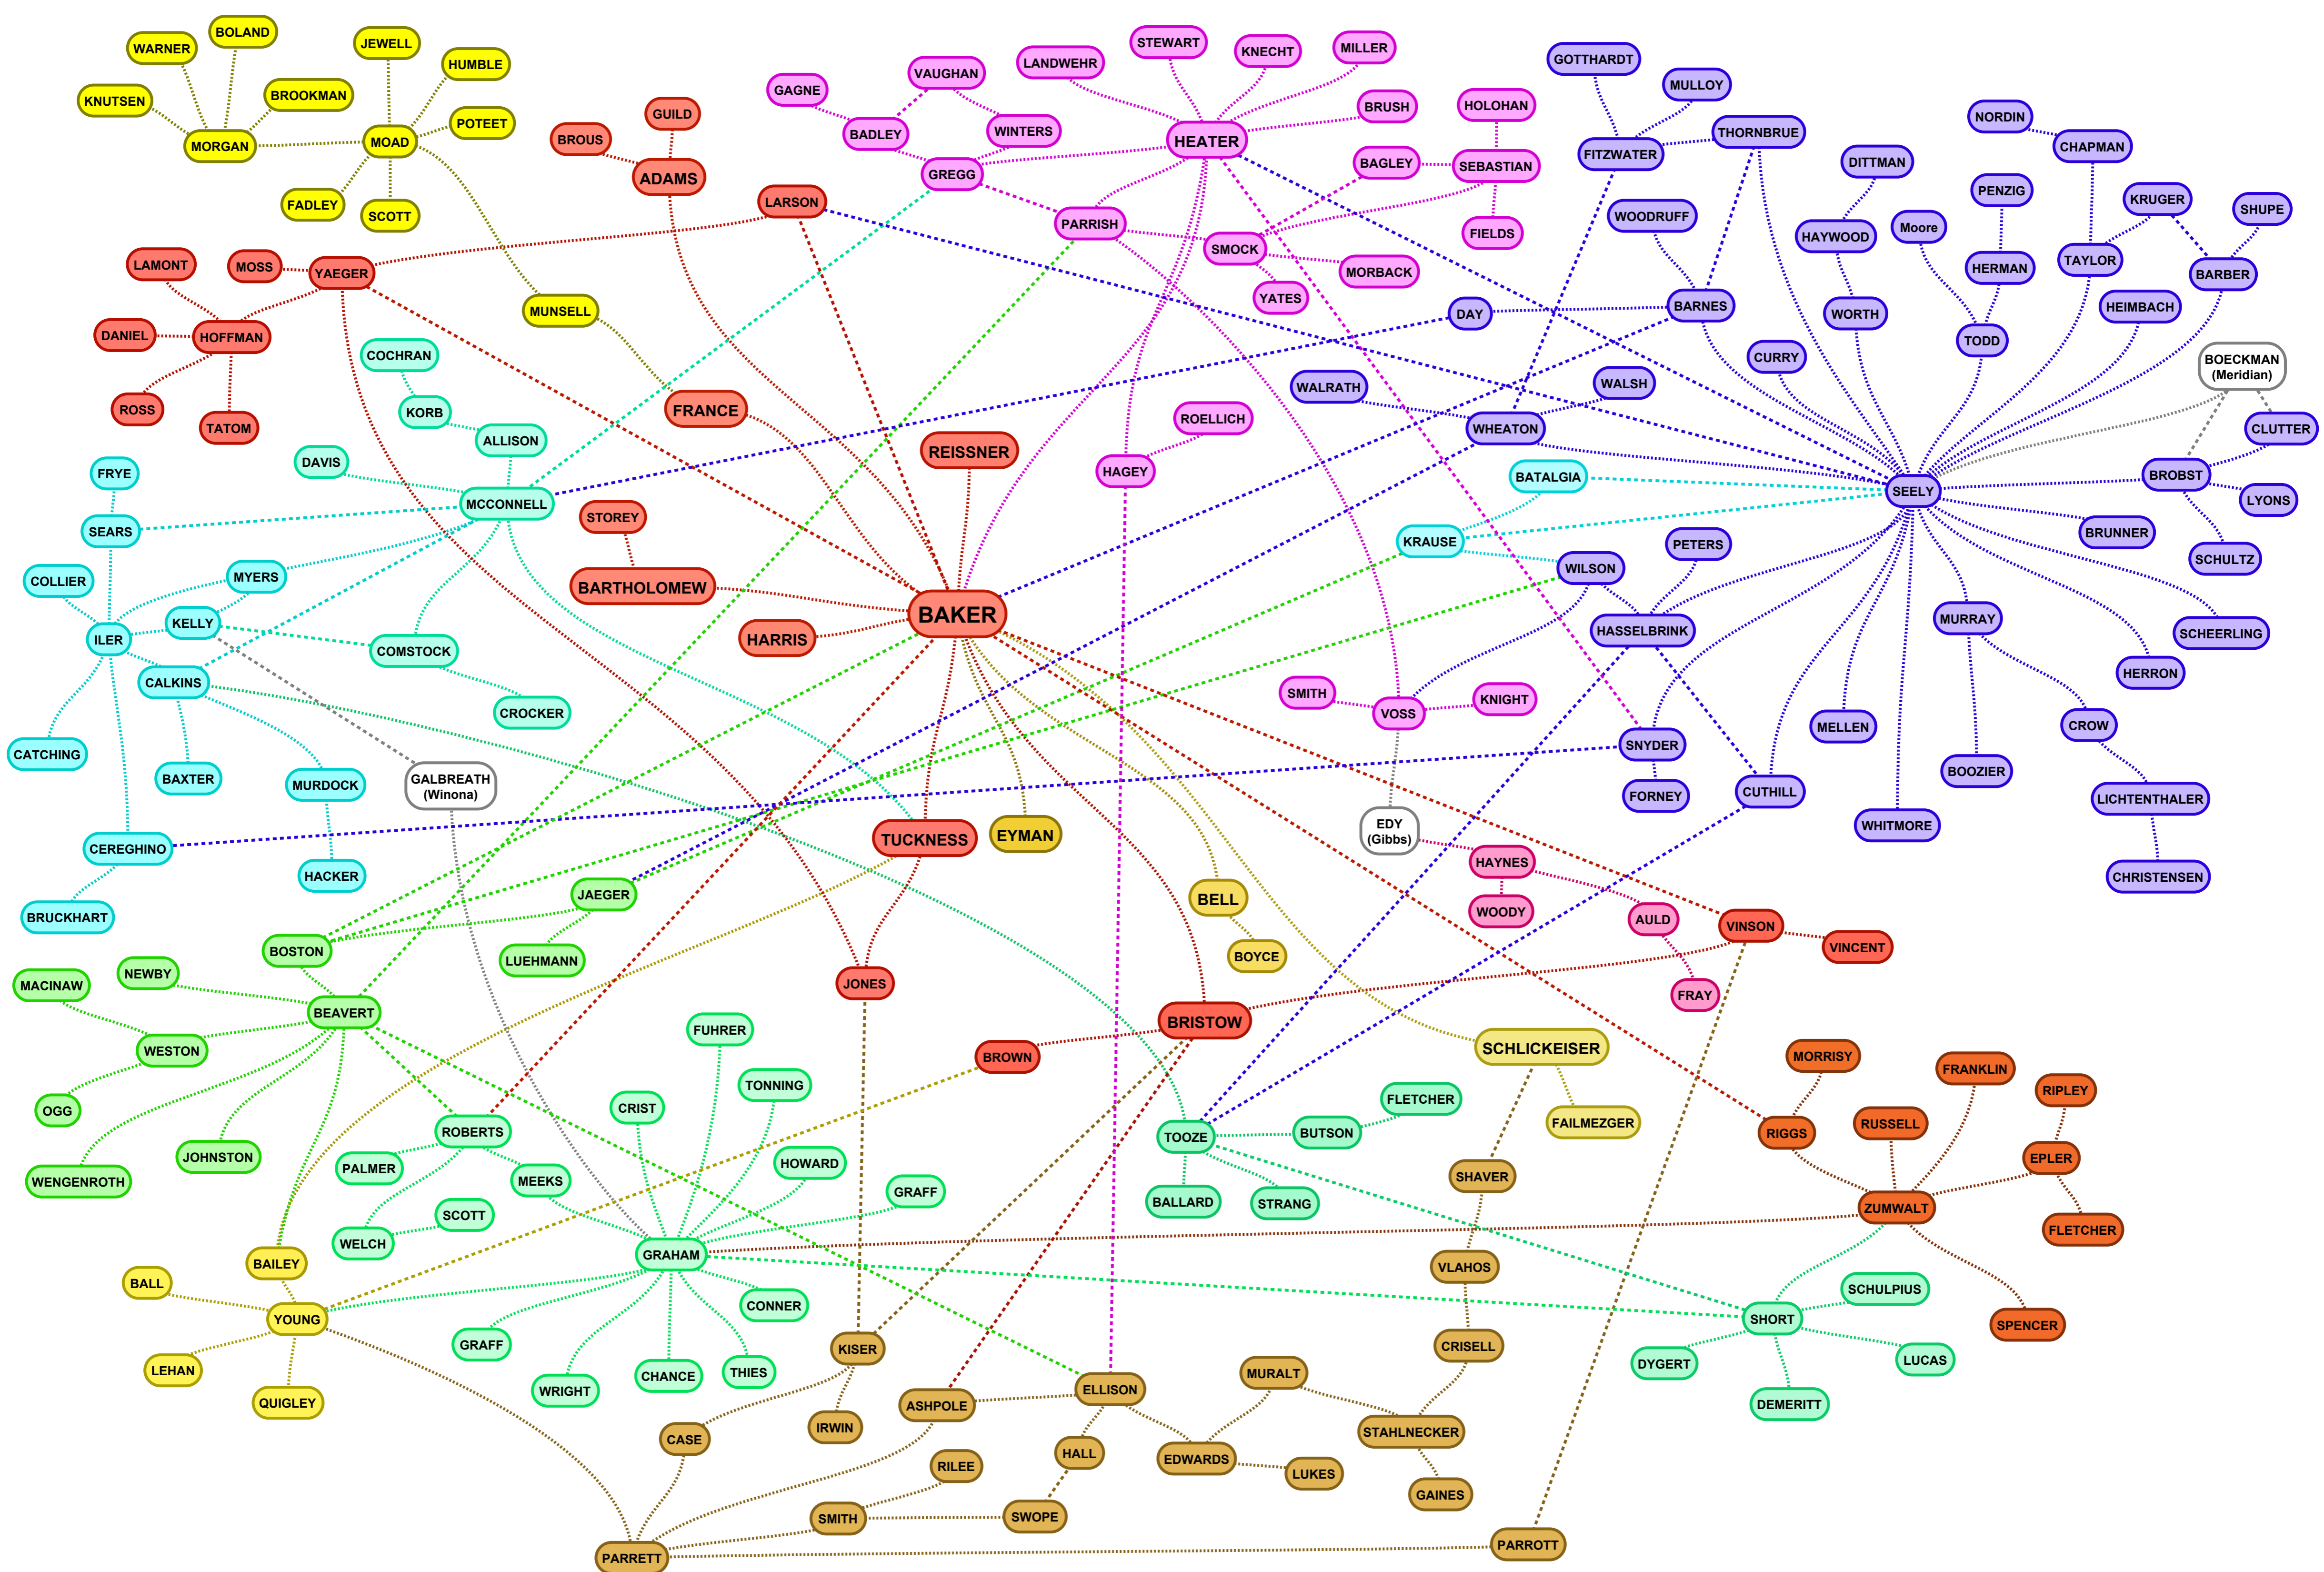 BOLAND
WARNER
JEWELL
HUMBLE
KNUTSEN
BROOKMAN
POTEET
MORGAN
MOAD
FADLEY
SCOTT
MUNSELL
GUILD
BROUS
ADAMS
LARSON
LAMONT
MOSS
YAEGER
DANIEL
HOFFMAN
ROSS
TATOM
FRANCE
REISSNER
STOREY
BARTHOLOMEW
HARRIS
BAKER
GAGNE
VAUGHAN
BADLEY
WINTERS
GREGG
LANDWEHR
STEWART
KNECHT
MILLER
BRUSH
HEATER
HOLOHAN
BAGLEY
SEBASTIAN
PARRISH
SMOCK
FIELDS
MORBACK
YATES
ROELLICH
HAGEY
GOTTHARDT
MULLOY
THORNBRUE
FITZWATER
WOODRUFF
DITTMAN
HAYWOOD
NORDIN
CHAPMAN
PENZIG
Moore
HERMAN
KRUGER
SHUPE
TAYLOR
BARBER
DAY
BARNES
WORTH
TODD
HEIMBACH
CURRY
BOECKMAN
(Meridian)
WALRATH
WALSH
WHEATON
CLUTTER
BATALGIA
SEELY
BROBST
LYONS
KRAUSE
BRUNNER
SCHULTZ
PETERS
WILSON
HASSELBRINK
MURRAY
SCHEERLING
HERRON
SMITH
VOSS
KNIGHT
SNYDER
MELLEN
CROW
FORNEY
CUTHILL
BOOZIER
LICHTENTHALER
WHITMORE
CHRISTENSEN
COCHRAN
KORB
ALLISON
DAVIS
MCCONNELL
FRYE
SEARS
COLLIER
MYERS
KELLY
ILER
COMSTOCK
CALKINS
CROCKER
CATCHING
BAXTER
MURDOCK
GALBREATH
(Winona)
CEREGHINO
HACKER
BRUCKHART
TUCKNESS
EYMAN
EDY
(Gibbs)
HAYNES
WOODY
AULD
FRAY
BELL
BOYCE
VINSON
VINCENT
JAEGER
LUEHMANN
BOSTON
NEWBY
MACINAW
BEAVERT
WESTON
OGG
JOHNSTON
WENGENROTH
JONES
BRISTOW
BROWN
SCHLICKEISER
FAILMEZGER
FUHRER
TONNING
CRIST
HOWARD
GRAFF
ROBERTS
PALMER
MEEKS
SCOTT
WELCH
GRAHAM
CONNER
GRAFF
WRIGHT
CHANCE
THIES
BAILEY
BALL
YOUNG
LEHAN
QUIGLEY
FLETCHER
TOOZE
BUTSON
BALLARD
STRANG
MORRISY
FRANKLIN
RIPLEY
RIGGS
RUSSELL
EPLER
ZUMWALT
FLETCHER
SPENCER
SCHULPIUS
SHORT
DYGERT
LUCAS
DEMERITT
SHAVER
VLAHOS
CRISELL
KISER
MURALT
ELLISON
ASHPOLE
IRWIN
CASE
STAHLNECKER
HALL
EDWARDS
LUKES
RILEE
GAINES
SMITH
SWOPE
PARRETT
PARROTT